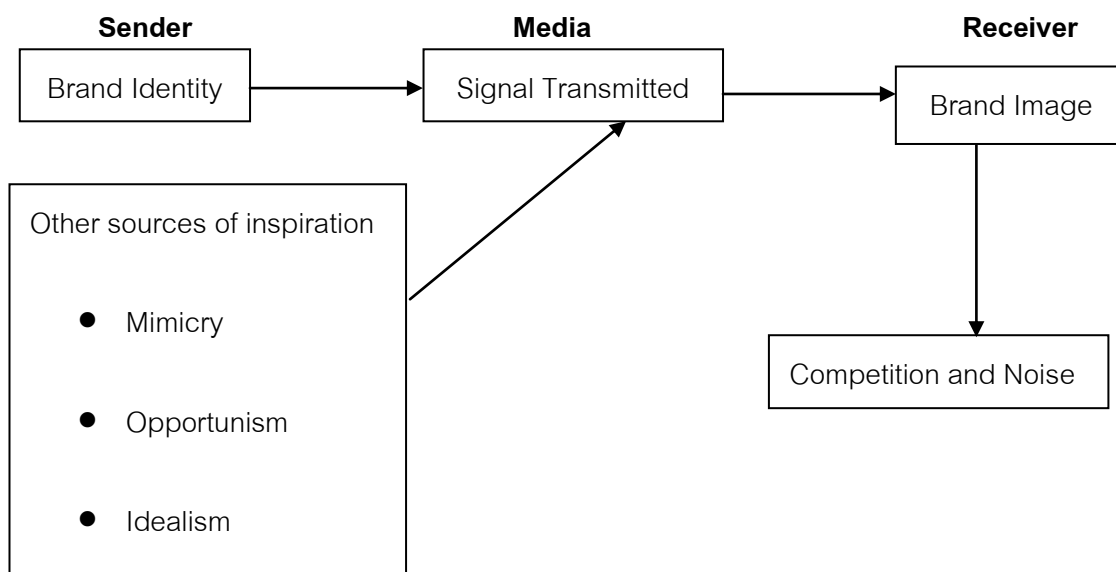 Sender
Media
Receiver
Brand Identity
Signal Transmitted
Brand Image
Other sources of inspiration
● Mimicry
● Opportunism
● Idealism
Competition and Noise